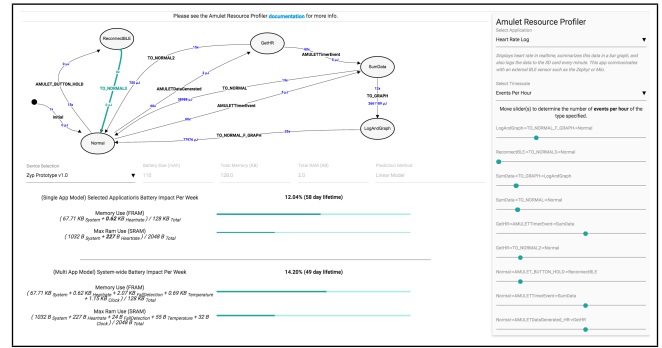 Please see the Amulet Resource Profiler documentation for more info.
ReconnectBLE
GetHR
SumData
LogAndGraph
Normal
AMULET_BUTTON_HOLD
TO_NORMAL3
TO_NORMAL2
AMULETDataGenerated
TO_NORMAL
AMULETTimerEvent
AMULETTimerEvent
TO_GRAPH
TO_NORMAL_F_GRAPH
Initial
Device Selection
Zyp Prototype v1.0
Battery Size (mAH)
110
Total Memory (KB)
128.0
Total RAM (KB)
2.0
Prediction Method
Linear Model
(Single App Model) Selected Application's Battery Impact Per Week
12.04% (58 day lifetime)
Memory Use (FRAM)
( 67.71 KB System + 0.62 KB Heartrate ) / 128 KB Total
Max Ram Use (SRAM)
( 1032 B System + 227 B Heartrate ) / 2048 B Total
(Multi App Model) System-wide Battery Impact Per Week
14.20% (49 day lifetime)
Memory Use (FRAM)
( 67.71 KB System + 0.62 KB Heartrate + 2.07 KB FallDetection + 0.69 KB Temperature
+ 1.15 KB Clock ) / 128 KB Total
Max Ram Use (SRAM)
( 1032 B System + 227 B Heartrate + 24 B FallDetection + 55 B Temperature + 32 B
Clock ) / 2048 B Total
Amulet Resource Profiler
Select Application
Heart Rate Log
Displays heart rate in realtime, summarizes this data in a bar graph, and
also logs the data to the SD card every minute. This app communicates
with an external BLE sensor such as the Zephyr or Mio.
Select Timescale
Events Per Hour
Move slider(s) to determine the number of events per hour of the
type specified.
LogAndGraph=>TO_NORMAL_F_GRAPH=>Normal
ReconnectBLE=>TO_NORMAL3=>Normal
SumData=>TO_GRAPH=>LogAndGraph
SumData=>TO_NORMAL=>Normal
GetHR=>AMULETTimerEvent=>SumData
GetHR=>TO_NORMAL2=>Normal
Normal=>AMULET_BUTTON_HOLD=>ReconnectBLE
Normal=>AMULETTimerEvent=>SumData
Normal=>AMULETDataGenerated_HR=>GetHR